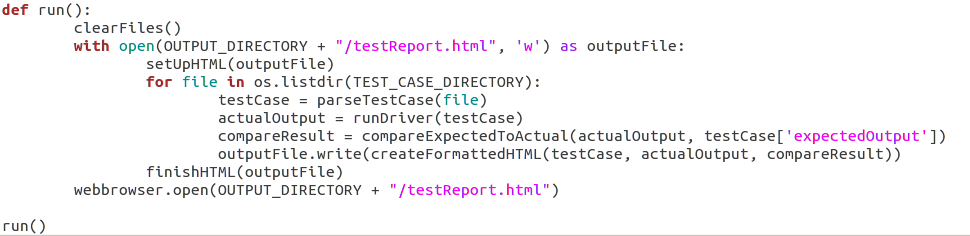 def run():
        clearFiles()
        with open(OUTPUT_DIRECTORY + "/testReport.html", 'w') as outputFile:
                setUpHTML(outputFile)
                for file in os.listdir(TEST_CASE_DIRECTORY):
                        testCase = parseTestCase(file)
                        actualOutput = runDriver(testCase)
                        compareResult = compareExpectedToActual(actualOutput, testCase['expectedOutput'])
                        outputFile.write(createFormattedHTML(testCase, actualOutput, compareResult))
                finishHTML(outputFile)
        webbrowser.open(OUTPUT_DIRECTORY + "/testReport.html")

run()